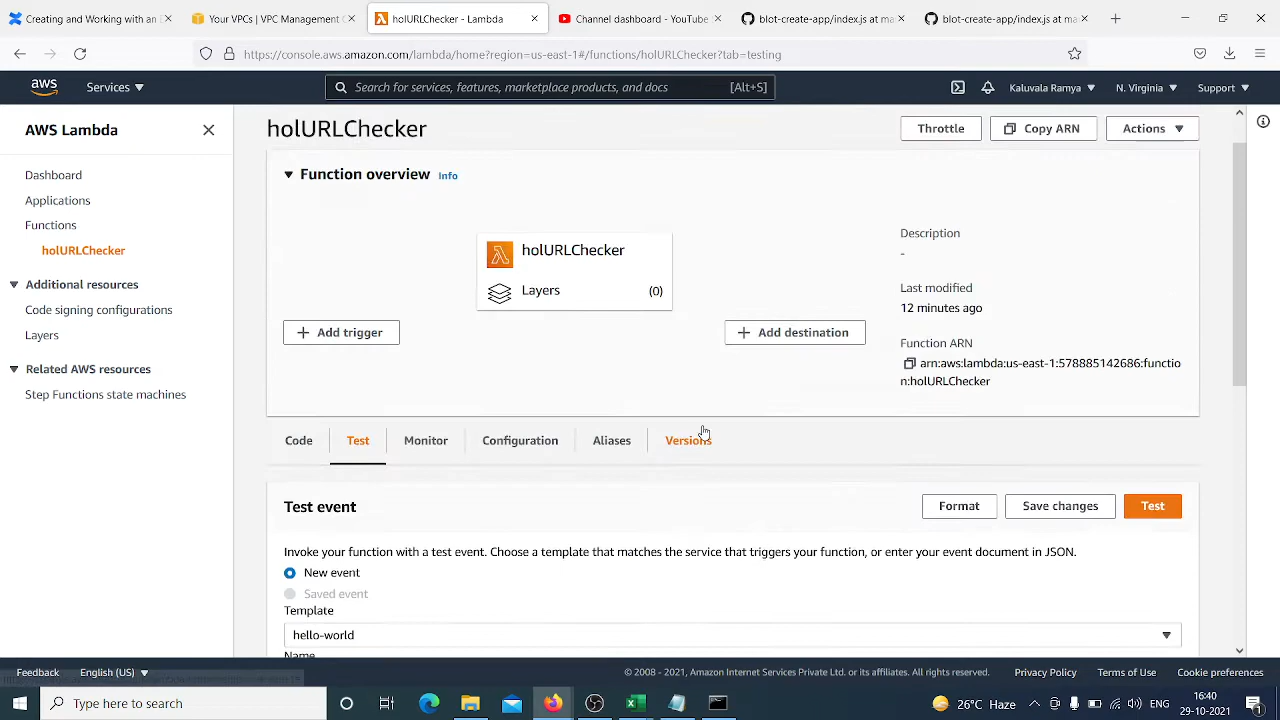 Creating and Working with an
Your VPCs | VPC Management C
holURLChecker - Lambda
Channel dashboard - YouTube
blot-create-app/index.js at ma
blot-create-app/index.js at ma
https://console.aws.amazon.com/lambda/home?region=us-east-1#/functions/holURLChecker?tab=testing
aws
Services
Search for services, features, marketplace products, and docs
[Alt+S]
Kaluvala Ramya
N. Virginia
Support
AWS Lambda
Dashboard
Applications
Functions
holURLChecker
Additional resources
Code signing configurations
Layers
Related AWS resources
Step Functions state machines
holURLChecker
Throttle
Copy ARN
Actions
Function overview
Info
holURLChecker
Layers
(0)
Add trigger
Add destination
Description
-
Last modified
12 minutes ago
Function ARN
arn:aws:lambda:us-east-1:578885142686:functio
n:holURLChecker
Code
Test
Monitor
Configuration
Aliases
Versions
Test event
Format
Save changes
Test
Invoke your function with a test event. Choose a template that matches the service that triggers your function, or enter your event document in JSON.
New event
Saved event
Template
hello-world
Name
Feedback
English (US)
© 2008 - 2021, Amazon Internet Services Private Ltd. or its affiliates. All rights reserved.
Privacy Policy
Terms of Use
Cookie preferences
Type here to search
26°C Haze
16:40
29-10-2021